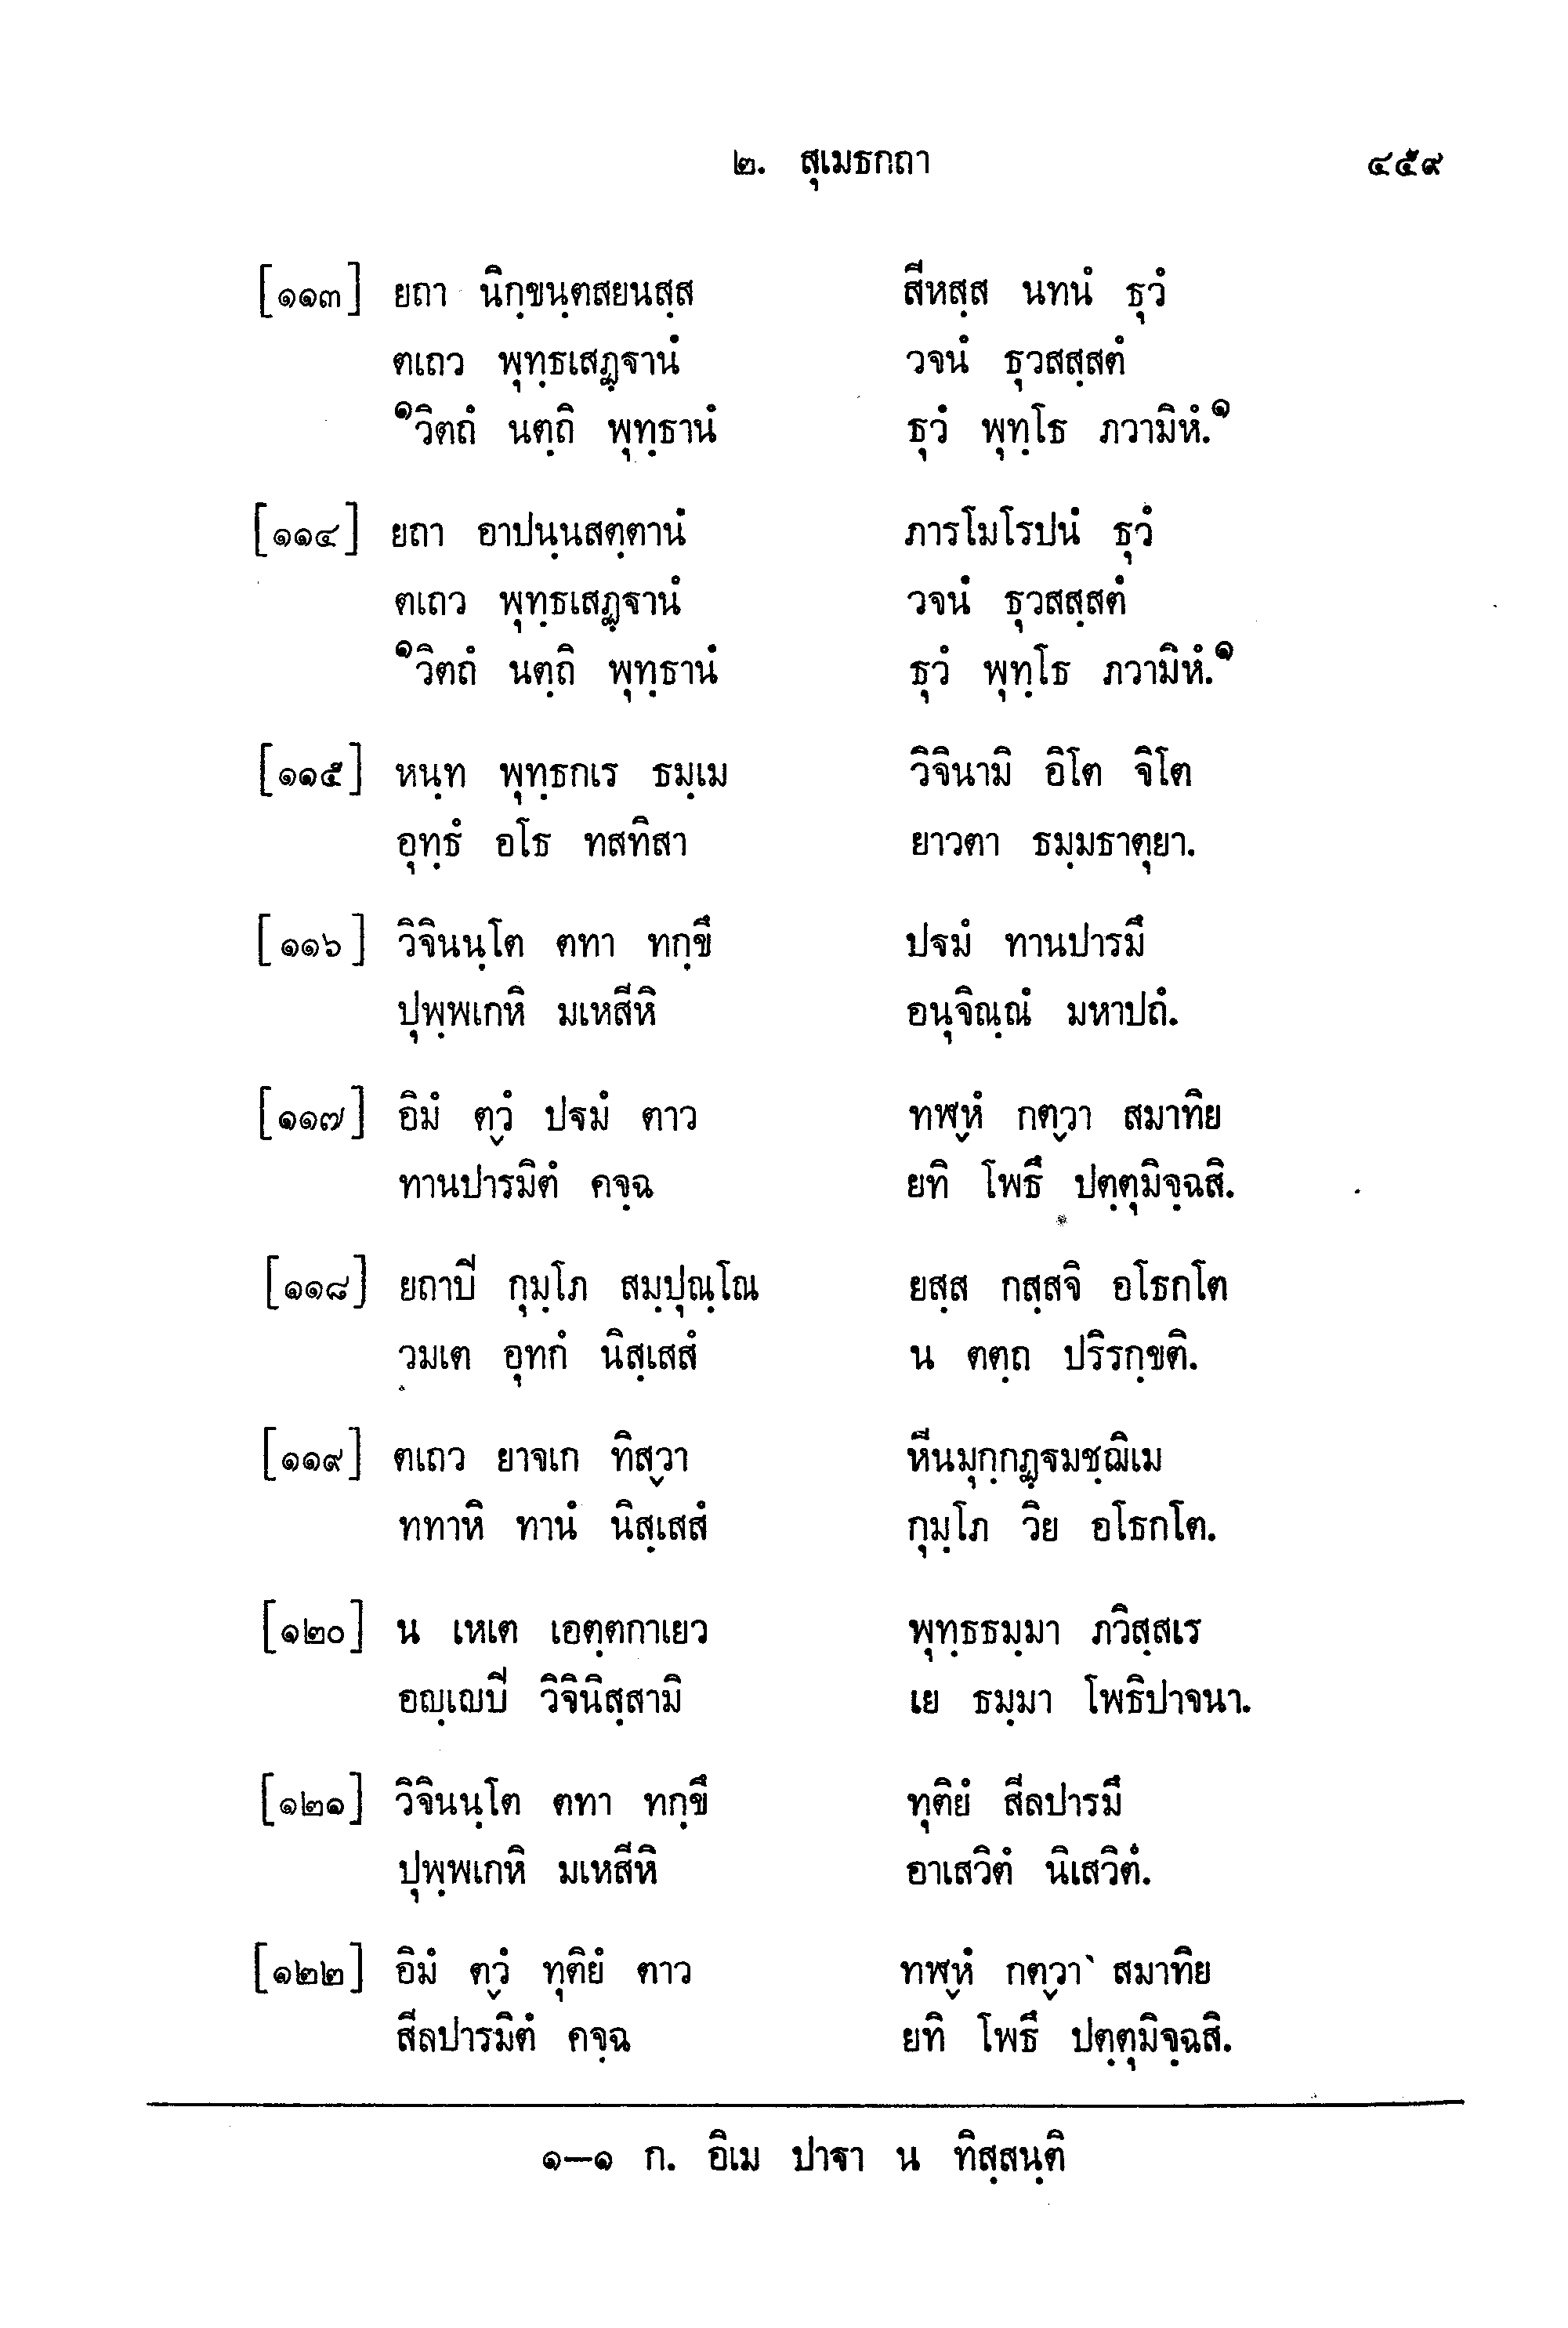 ๒. สุเมธกถา ๔๕๙
[๑๑๓] ยถา นิกฺขนฺตสยนสฺส สีหสฺส นทนํ ธุวํ
ตเถว พุทฺธเสฏฺฐานํ วจนํ ธุวสสฺสตํ
๑วิตถํ นตฺถิ พุทฺธานํ ธุวํ พุทฺโธ ภวามิหํ.๑
[๑๑๔] ยถา อาปนฺนสตฺตานํ ภารโมโรปนํ ธุวํ
ตเถว พุทฺธเสฏฺฐานํ วจนํ ธุวสสฺสตํ
๑วิตถํ นตฺถิ พุทฺธานํ ธุวํ พุทฺโธ ภวามิหํ.๑
[๑๑๕] หนฺท พุทฺธกเร ธมฺเม วิจินามิ อิโต จิโต
อุทฺธํ อโธ ทสทิสา ยาวตา ธมฺมธาตุยา.
[๑๑๖] วิจินนฺโต ตทา ทกฺขึ ปฐมํ ทานปารมึ
ปุพฺพเกหิ มเหสีหิ อนุจิณฺณํ มหาปถํ.
[๑๑๗] อิมํ ตฺวํ ปฐมํ ตาว ทฬฺหํ กตฺวา สมาทิย
ทานปารมิตํ คจฺฉ ยทิ โพธึ ปตฺตุมิจฺฉสิ.
[๑๑๘] ยถาปี กุมฺโภ สมฺปุณฺโณ ยสฺส กสฺสจิ อโธกโต
วมเต อุทกํ นิสฺเสสํ น ตตฺถ ปริรกฺขติ.
[๑๑๙] ตเถว ยาจเก ทิสฺวา หีนมุกฺกฏฺฐมชฺฌิเม
ททาหิ ทานํ นิสฺเสสํ กุมฺโภ วิย อโธกโต.
[๑๒๐] น เหเต เอตฺตกาเยว พุทฺธธมฺมา ภวิสฺสเร
อญฺเญปี วิจินิสฺสามิ เย ธมฺมา โพธิปาจนา.
[๑๒๑] วิจินนฺโต ตทา ทกฺขึ ทุติยํ สีลปารมึ
ปุพฺพเกหิ มเหสีหิ อาเสวิตํ นิเสวิตํ.
[๑๒๒] อิมํ ตฺวํ ทุติยํ ตาว ทฬฺหํ กตฺวา สมาทิย
สีลปารมิตํ คจฺฉ ยทิ โพธึ ปตฺตุมิจฺฉสิ.
๑–๑ ก. อิเม ปาฐา น ทิสฺสนฺติ